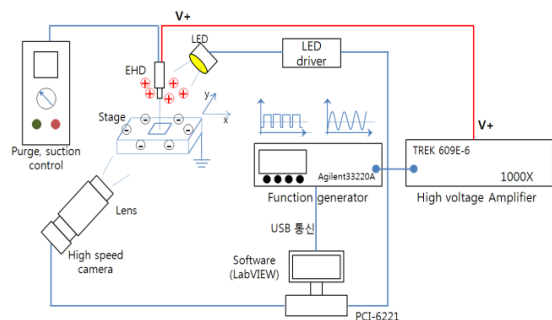 V+
LED
LED
driver
EHD
y
x
Stage
V+
Purge, suction
control
TREK 609E-6
1000X
Agilent33220A
Function generator
High voltage Amplifier
Lens
USB 통신
High speed
camera
Software
(LabVIEW)
PCI-6221